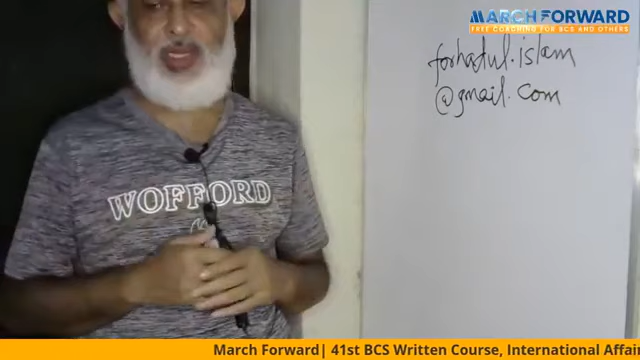 MARCH FORWARD
FREE COACHING FOR BCS AND OTHERS
forhadul.islam
@gmail.com
WOFFORD
March Forward| 41st BCS Written Course, International Affai